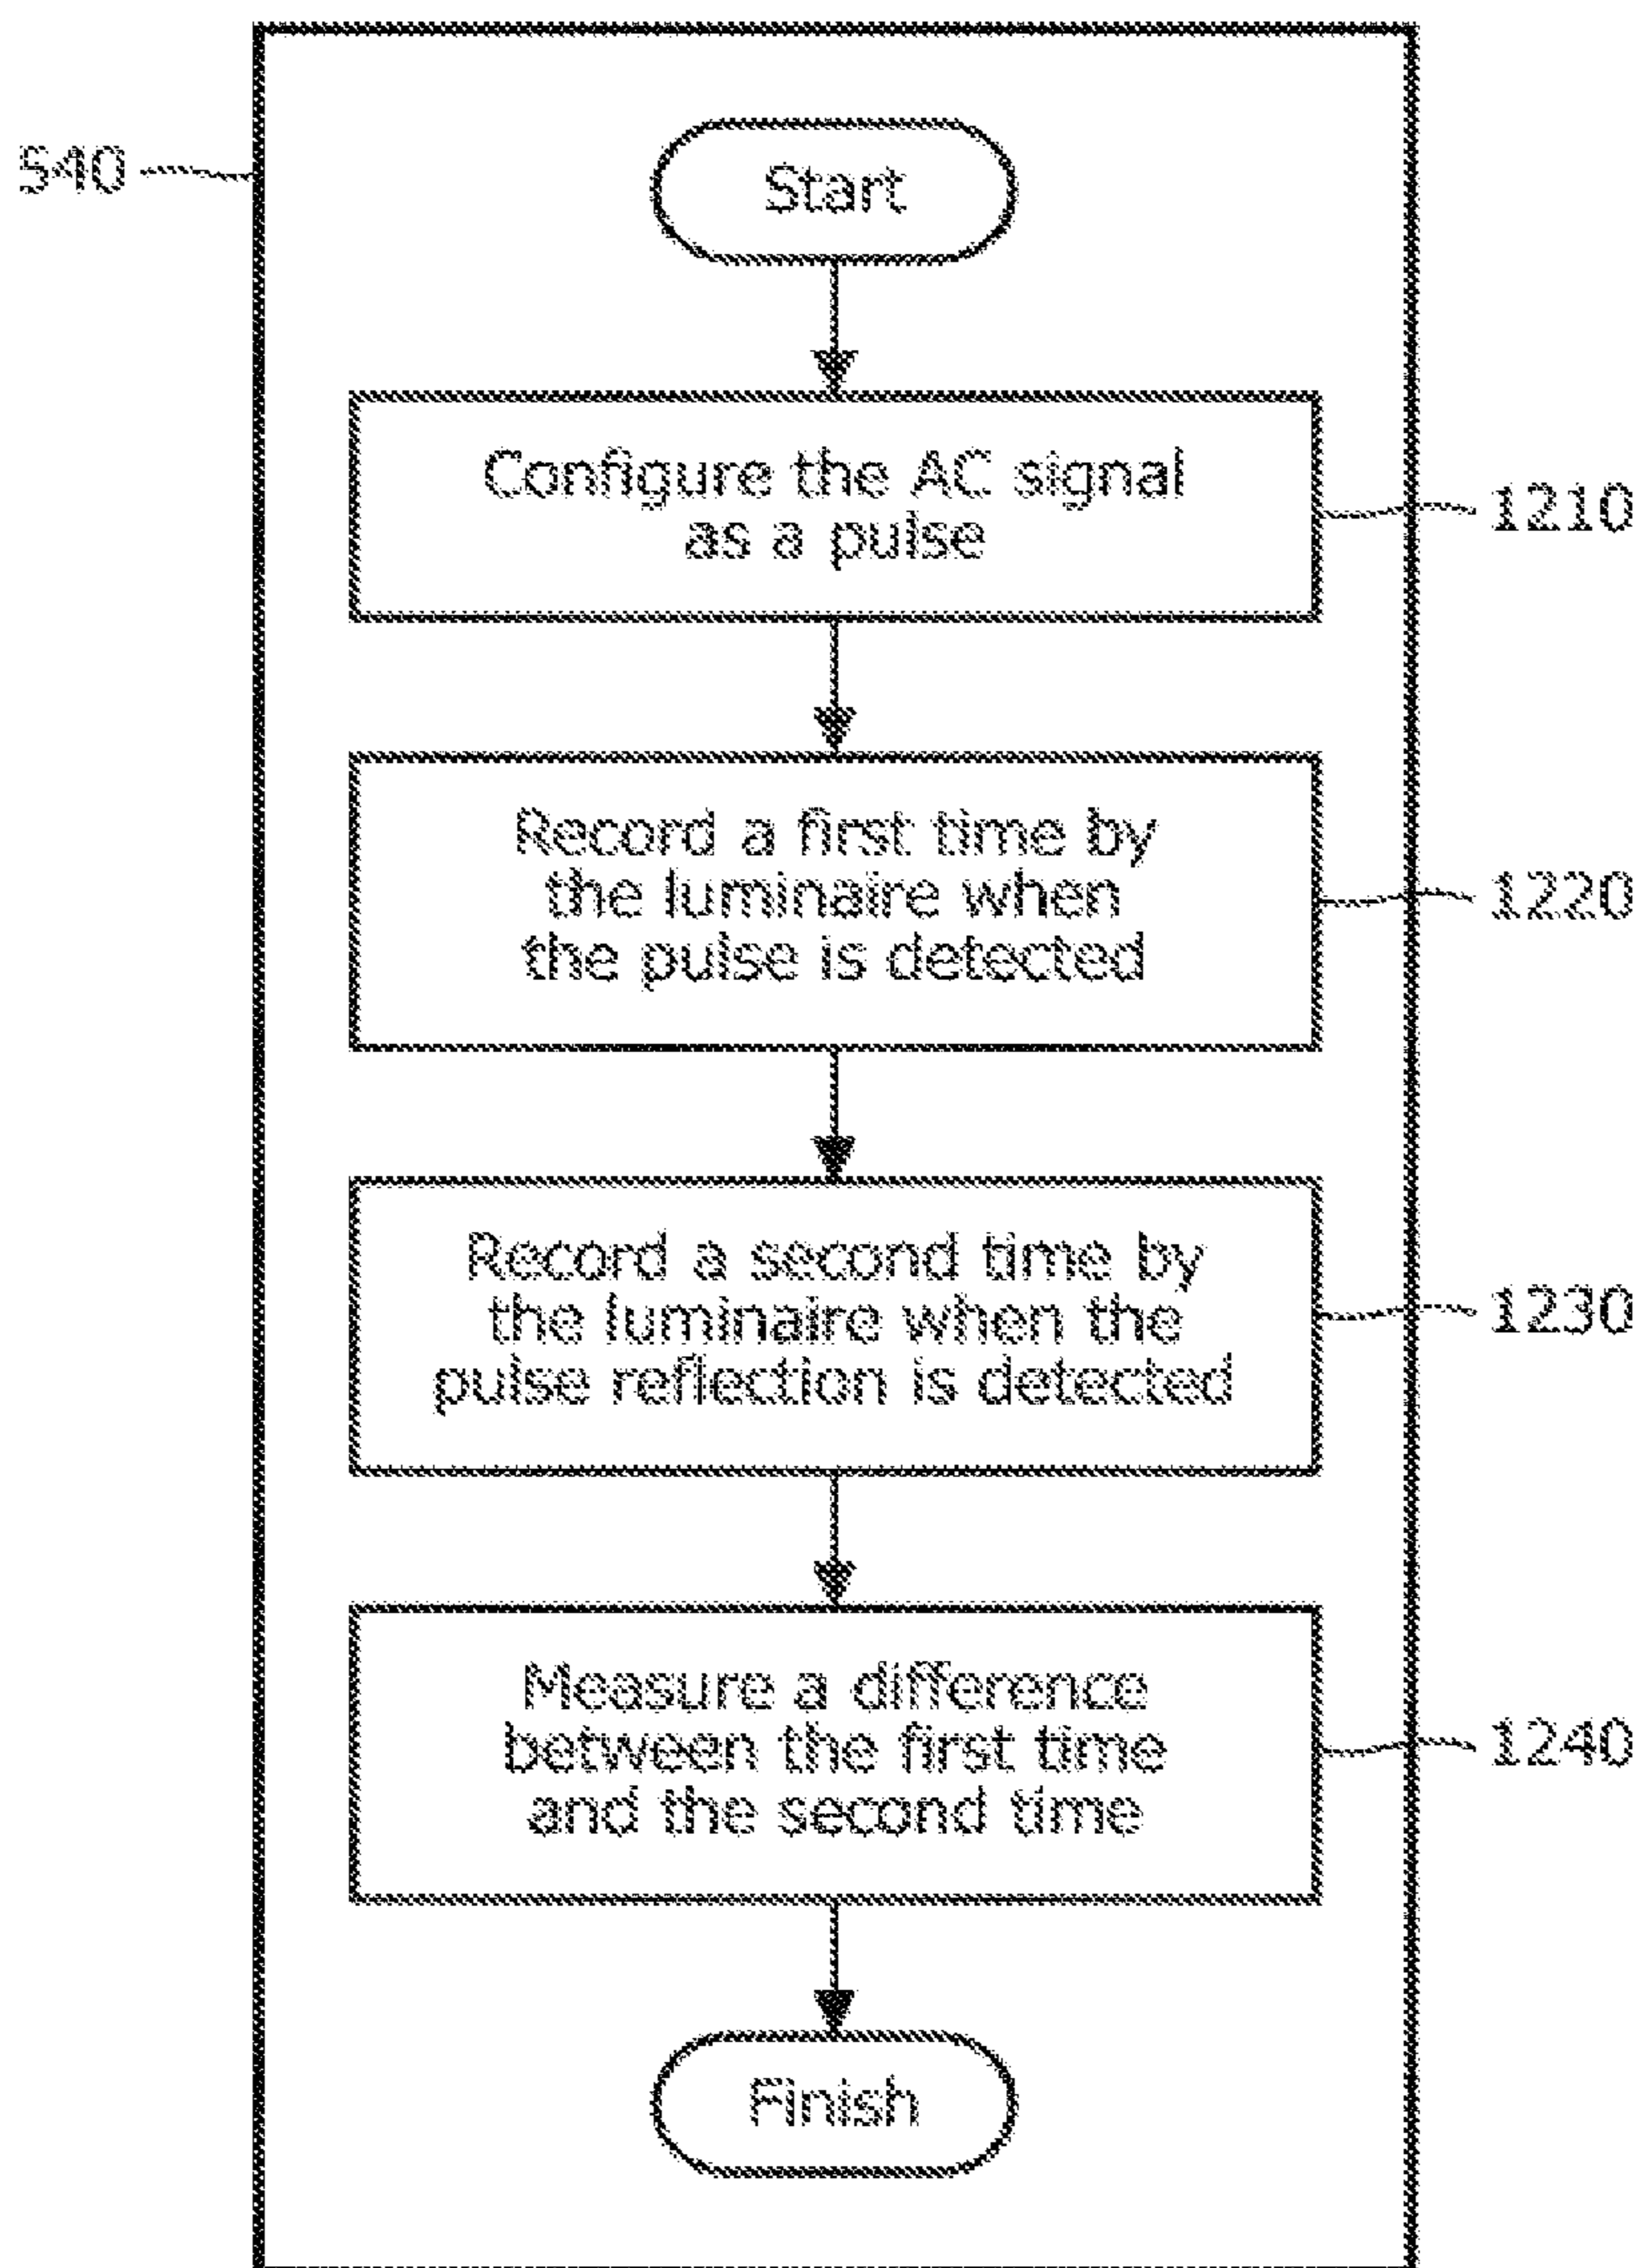 540
Start
Configure the AC signal
as a pulse
1210
Record a first time by
the luminaire when
the pulse is detected
1220
Record a second time by
the luminaire when the
pulse reflection is detected
1230
Measure a difference
between the first time
and the second time
1240
Finish